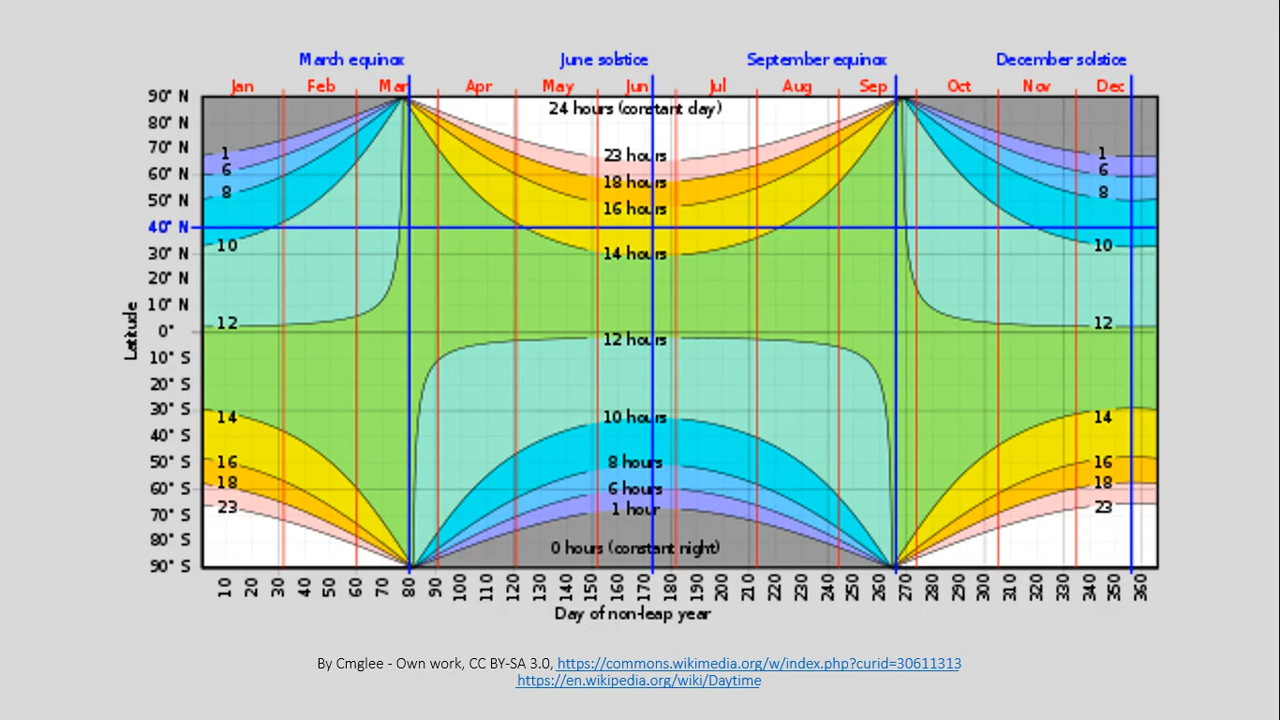 March equinox June solstice September equinox December solstice
Jan Feb Mar Apr May Jun Jul Aug Sep Oct Nov Dec
90° N
80° N
70° N
60° N
50° N
40° N
30° N
20° N
10° N
0°
10° S
20° S
30° S
40° S
50° S
60° S
70° S
80° S
90° S
Latitude
24 hours (constant day)
1 23 hours 1
6 18 hours 6
8 16 hours 8
10 14 hours 10
12 12 hours 12
14 10 hours 14
16 8 hours 16
18 6 hours 18
23 1 hour 23
0 hours (constant night)
10 20 30 40 50 60 70 80 90 100 110 120 130 140 150 160 170 180 190 200 210 220 230 240 250 260 270 280 290 300 310 320 330 340 350 360
Day of non-leap year
By Cmglee - Own work, CC BY-SA 3.0, https://commons.wikimedia.org/w/index.php?curid=30611313
https://en.wikipedia.org/wiki/Daytime